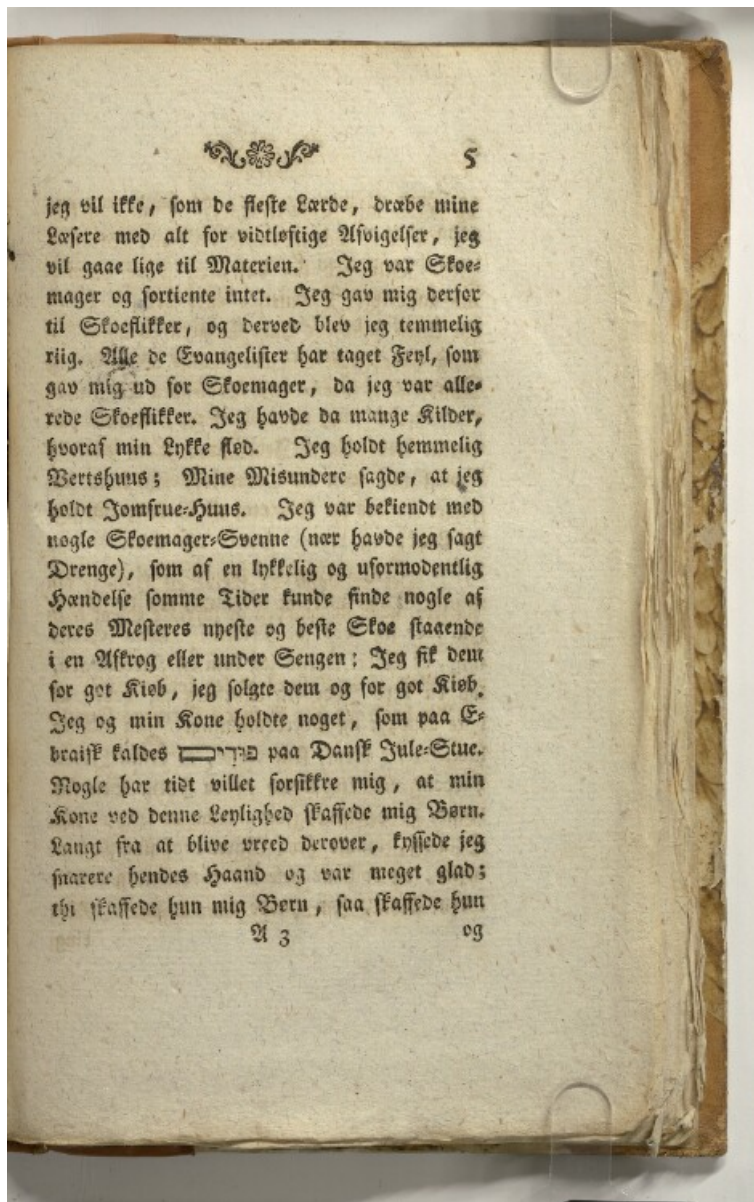 5
jeg vil ikke, som de fleste Lærde, dræbe mine
Læsere med alt for vidtløftige Afvigelser, jeg
vil gaae lige til Materien. Jeg var Skoe-
mager og fortiente intet. Jeg gav mig derfor
til Skoeflikker, og derved blev jeg temmelig
riig. Alle de Evangelister har taget Feyl, som
gav mig ud for Skoemager, da jeg var alle-
rede Skoeflikker. Jeg havde da mange Kilder,
hvoraf min Lykke flød. Jeg holdt hemmelig
Vertshuus; Mine Misundere sagde, at jeg
holdt Jomfrue-Huus. Jeg var bekiendt med
nogle Skoemager-Svenne (nær havde jeg sagt
Drenge), som af en lykkelig og uformodentlig
Hændelse somme Tider kunde finde nogle af
deres Mesteres nyeste og beste Skoe staaende
i en Afkrog eller under Sengen: Jeg fik dem
for got Kiøb, jeg solgte dem og for got Kiøb.
Jeg og min Kone holdte noget, som paa E-
braisk kaldes פורים paa Dansk Jule-Stue.
Nogle har tidt villet forsikkre mig, at min
Kone ved denne Leylighed skaffede mig Børn.
Langt fra at blive vreed derover, kyssede jeg
snarere hendes Haand og var meget glad;
thi skaffede hun mig Børn, saa skaffede hun
A 3 og